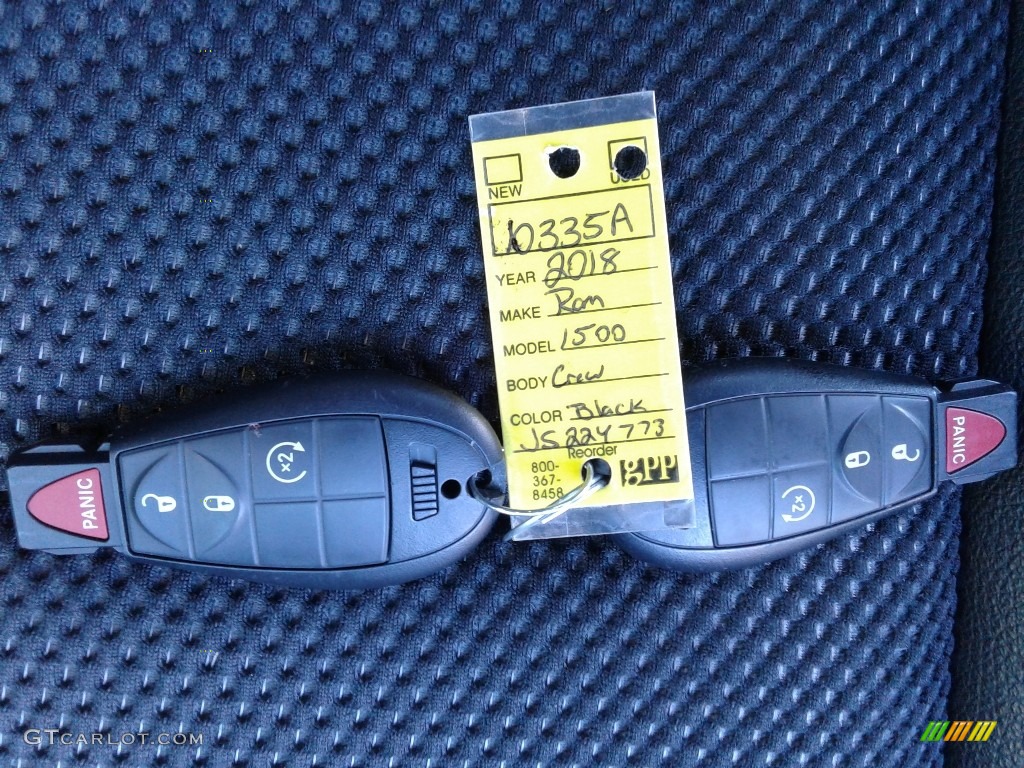 NEW USED
10335A
YEAR 2018
MAKE Ram
MODEL 1500
BODY Crew
COLOR Black
JS224773
Reorder
800-
367-
8458
gPP
PANIC
x2
PANIC
x2
GTCARLOT.COM